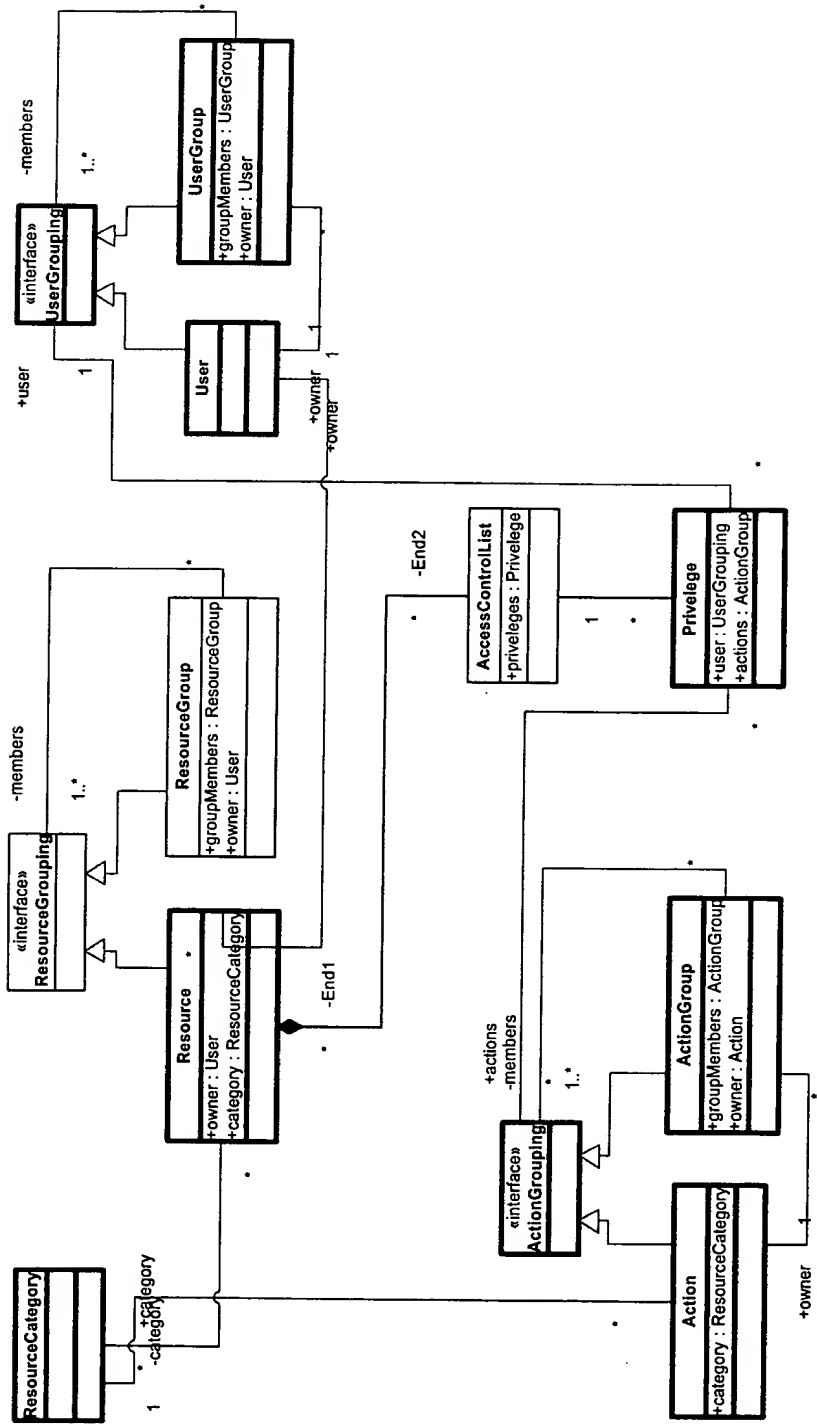 ResourceCategory
1
*
-category
+category
*
«interface»
ResourceGrouping
-members
1..*
Resource
*
+owner : User
+category : ResourceCategory
ResourceGroup
+groupMembers : ResourceGroup
+owner : User
*
-End1
*
«interface»
UserGrouping
+user
1
-members
1..*
User
UserGroup
+groupMembers : UserGroup
+owner : User
*
+owner
+owner
1
1
*
-End2
*
AccessControlList
+priveleges : Privelege
1
*
Privelege
+user : UserGrouping
+actions : ActionGroup
*
*
«interface»
ActionGrouping
+actions
-members
*
1..*
Action
+category : ResourceCategory
*
ActionGroup
+groupMembers : ActionGroup
+owner : Action
*
+owner
1
*